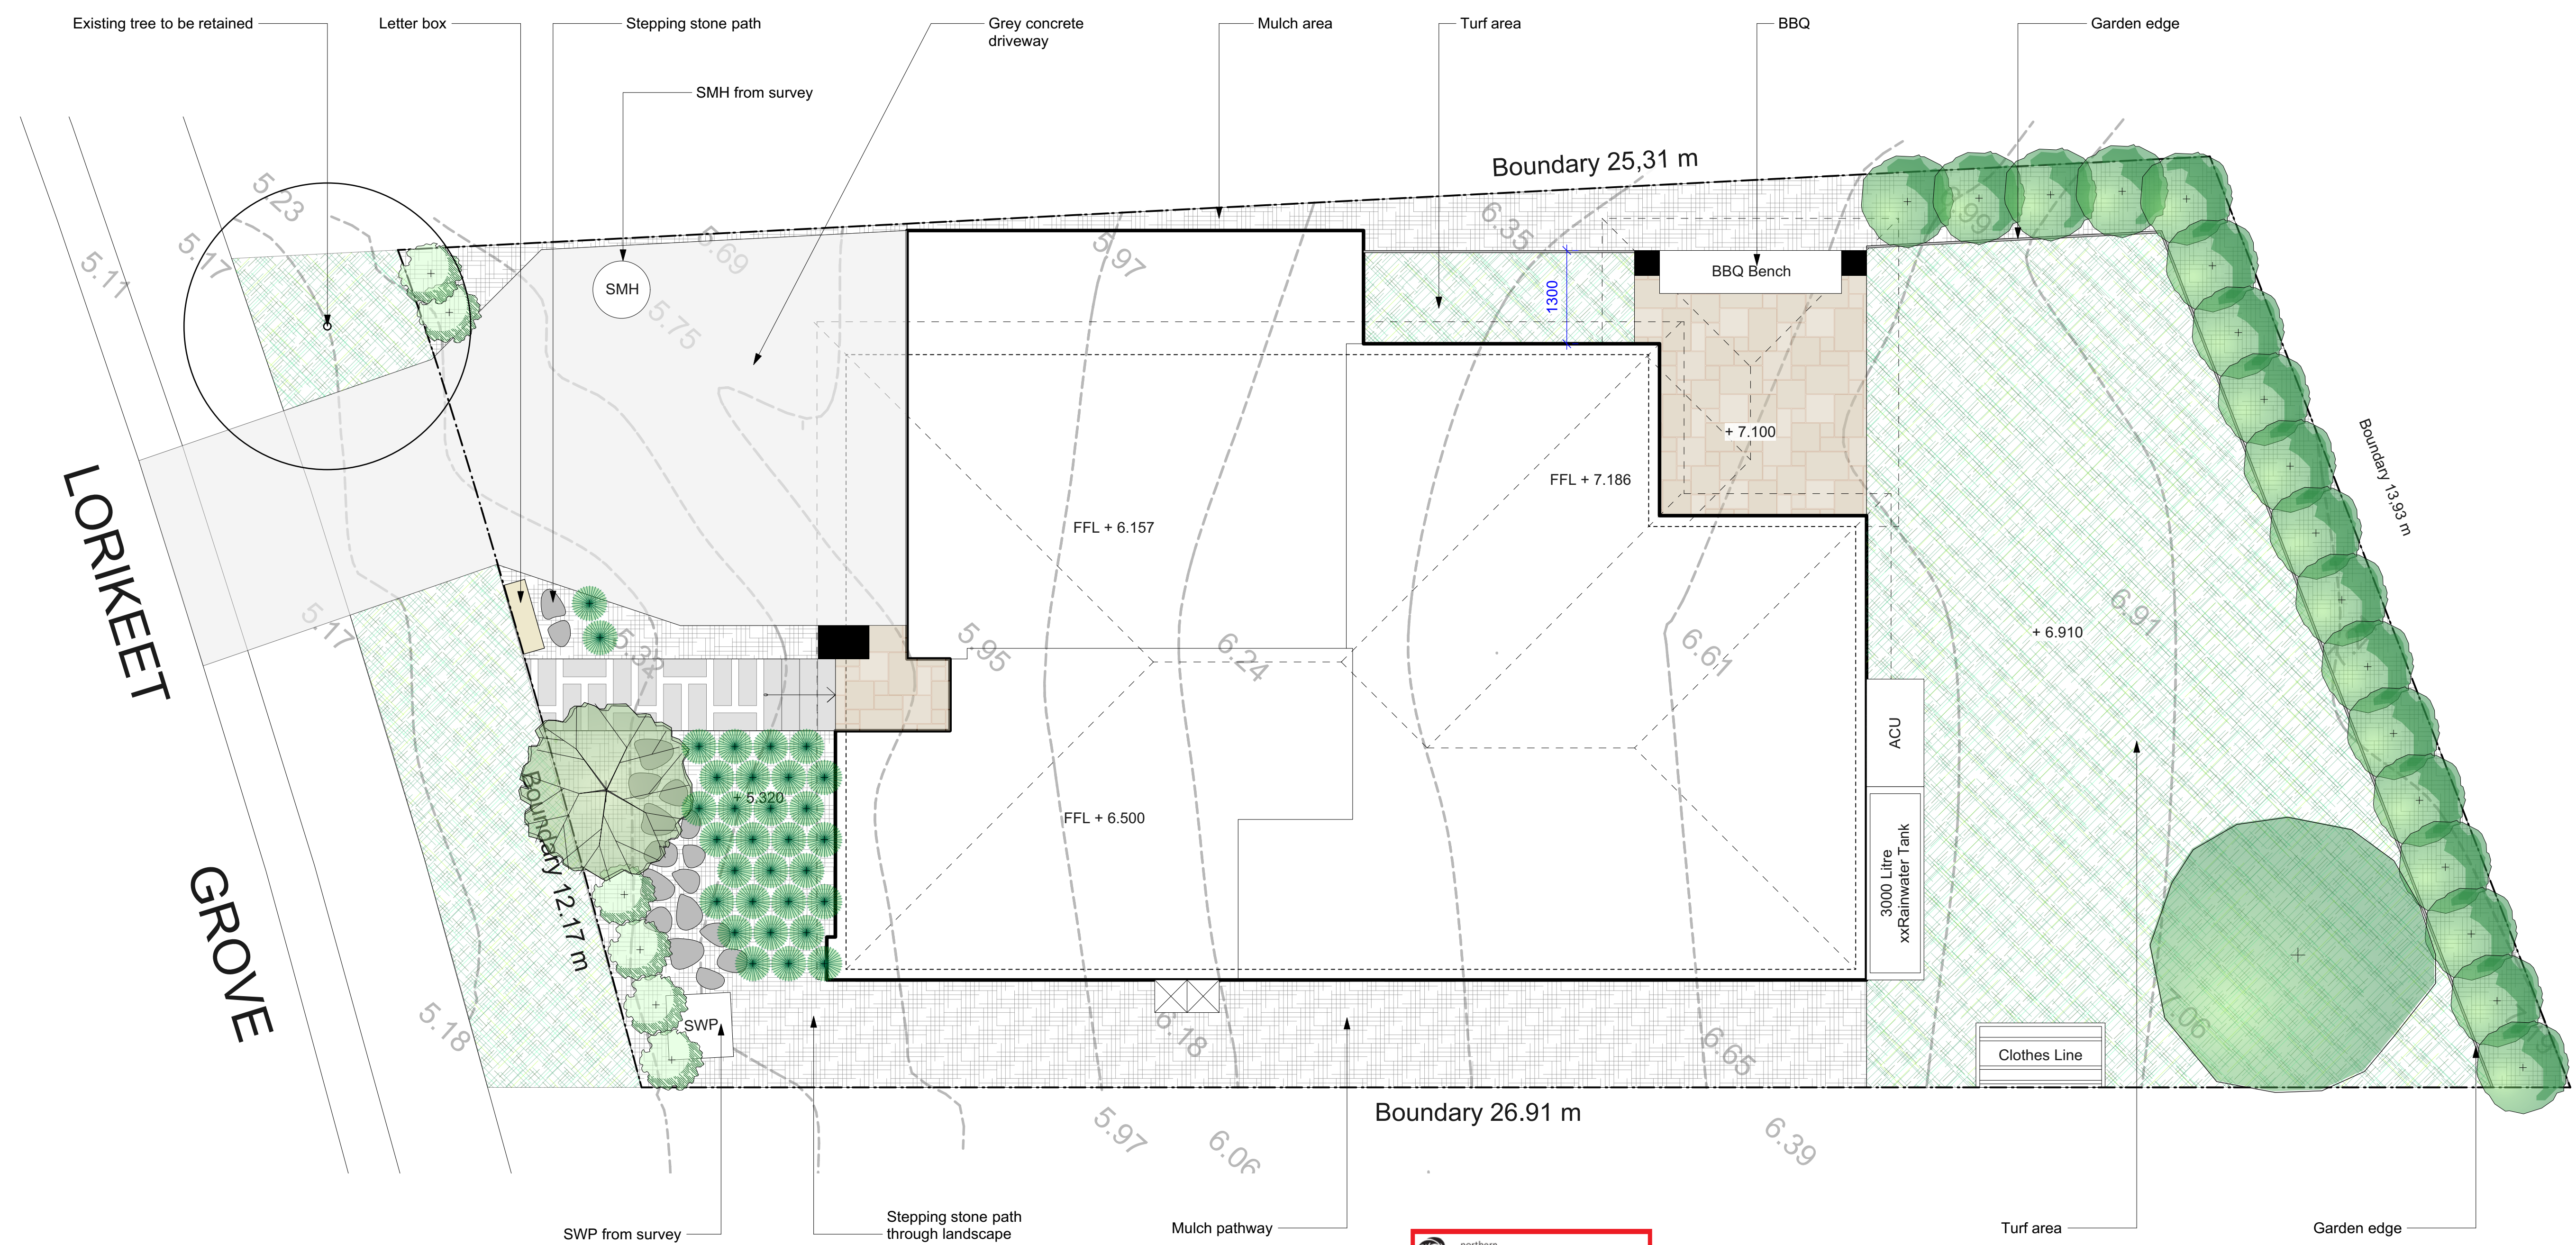 Existing tree to be retained
Letter box
Stepping stone path
Grey concrete
driveway
Mulch area
Turf area
BBQ
Garden edge
SMH from survey
Boundary 25,31 m
5.23
5.17
5.11
5.69
5.97
6.35
6.99
SMH
BBQ Bench
1300
5.75
+ 7.100
Boundary 13,93 m
LORIKEET
FFL + 7.186
FFL + 6.157
5.17
5.32
5.95
6.24
6.61
6.91
+ 6.910
ACU
+ 5.320
FFL + 6.500
Boundary 12.17 m
3000 Litre
xxRainwater Tank
GROVE
5.18
SWP
6.18
6.65
7.06
Clothes Line
Boundary 26.91 m
5.97
6.06
6.39
SWP from survey
Stepping stone path
through landscape
Mulch pathway
Turf area
Garden edge
northern